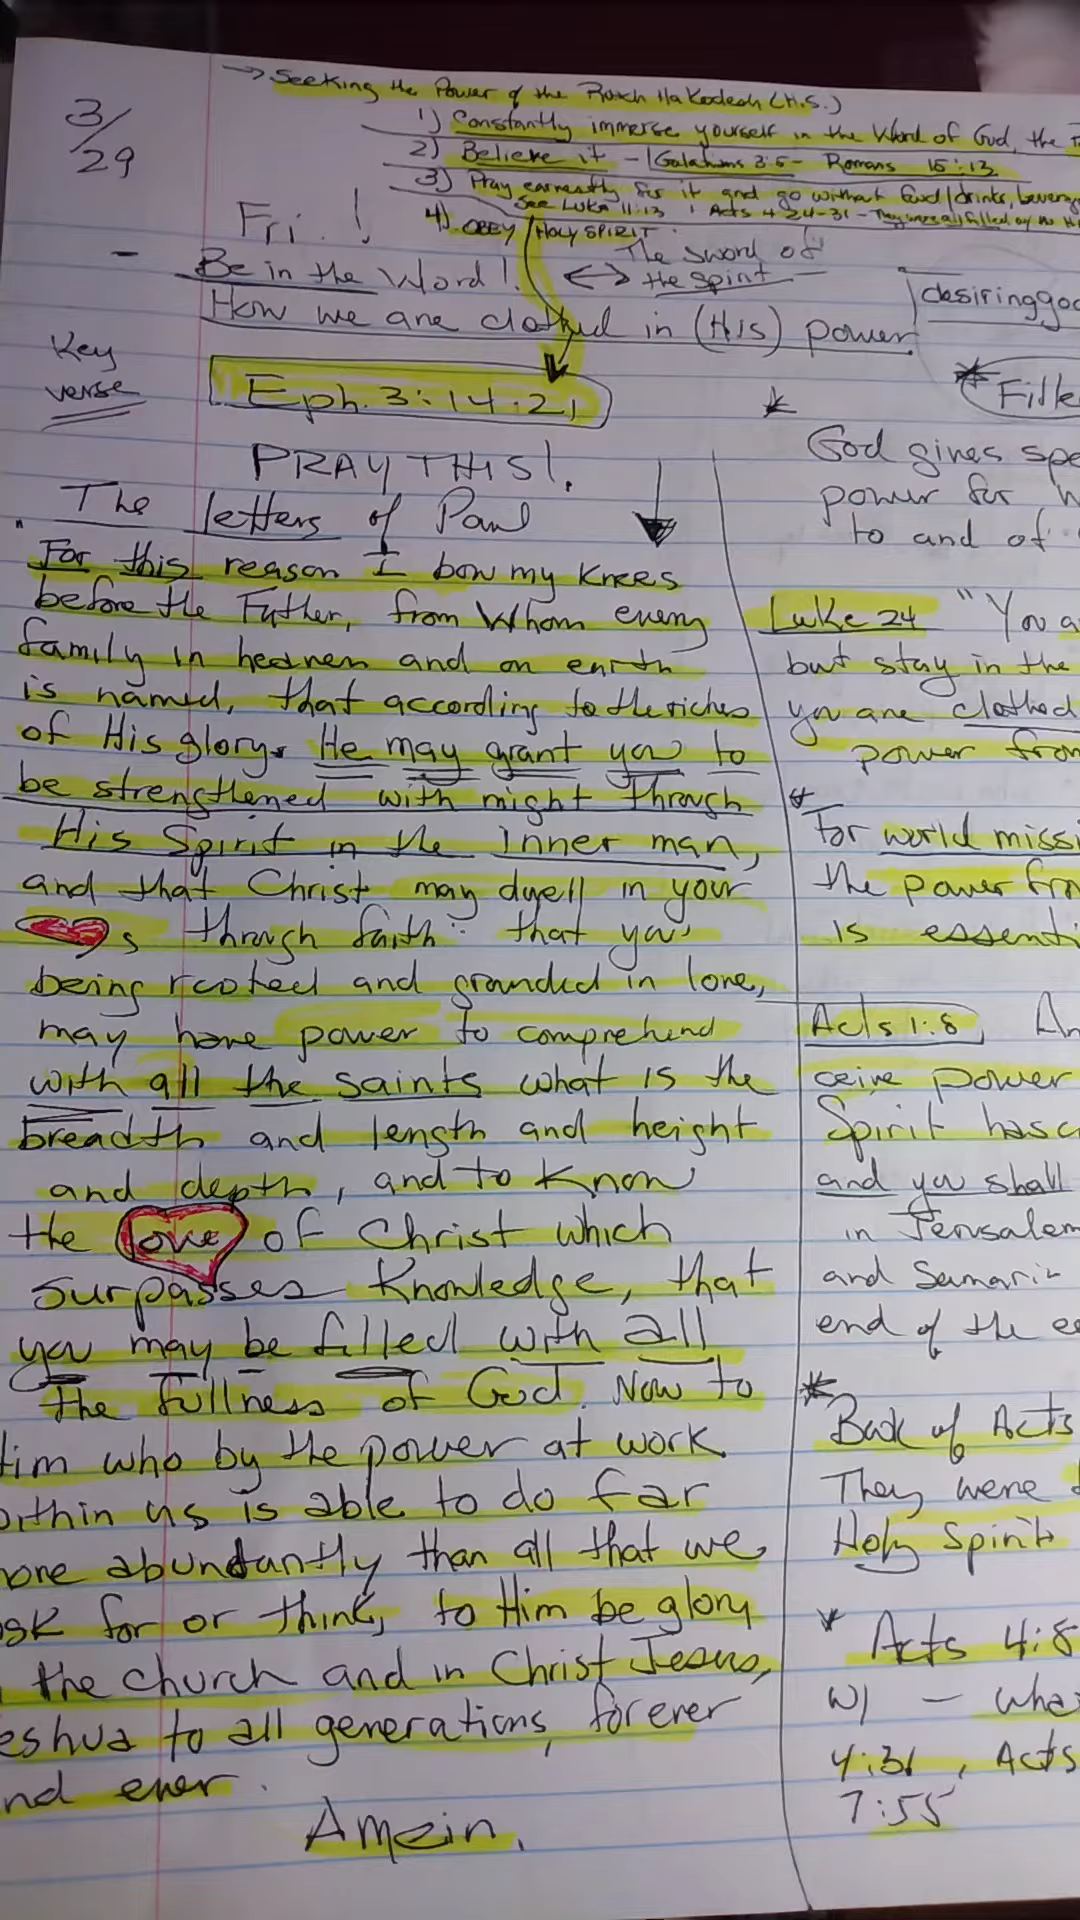 → Seeking the Power of the Ruach Ha Kodesh (H.S.)
1) Constantly immerse yourself in the Word of God, the
2) Believe it - Galatians 3:5 - Romans 15:13
3) Pray earnestly for it and go without food/drinks, beverag
See Luke 11:13 Acts 4:24-31 - They were all filled
4) OBEY HOLY SPIRIT
3/29
Fri. !
- Be in the Word! ↔ The sword of the Spirit
How we are clothed in (His) power.
desiringgod
Key verse
Eph. 3:14-21
PRAY THIS!
The letters of Paul
"For this reason I bow my knees
before the Father, from Whom every
family in heaven and on earth
is named, that according to the riches
of His glory. He may grant you to
be strengthened with might through
His Spirit in the inner man,
and that Christ may dwell in your
❤s through faith: that you
being rooted and grounded in love,
may have power to comprehend
with all the saints what is the
breadth and length and height
and depth, and to know
the love of Christ which
surpasses knowledge, that
you may be filled with all
the fullness of God. Now to
Him who by the power at work
within us is able to do far
more abundantly than all that we
ask for or think, to Him be glory
the church and in Christ Jesus,
eshua to all generations, forever
nd ever.
Amein.
* Fille
* God gives spe
power for w
to and of
Luke 24 "You a
but stay in the
you are clothed
power from
* For world missi
the power fro
is essenti
Acts 1:8, An
ceive power
Spirit has c
and you shall
in Jerusalem
and Samaria
end of the ea
* Book of Acts
They were
Holy Spirit
* Acts 4:8
w/ — wha
4:31, Acts
7:55